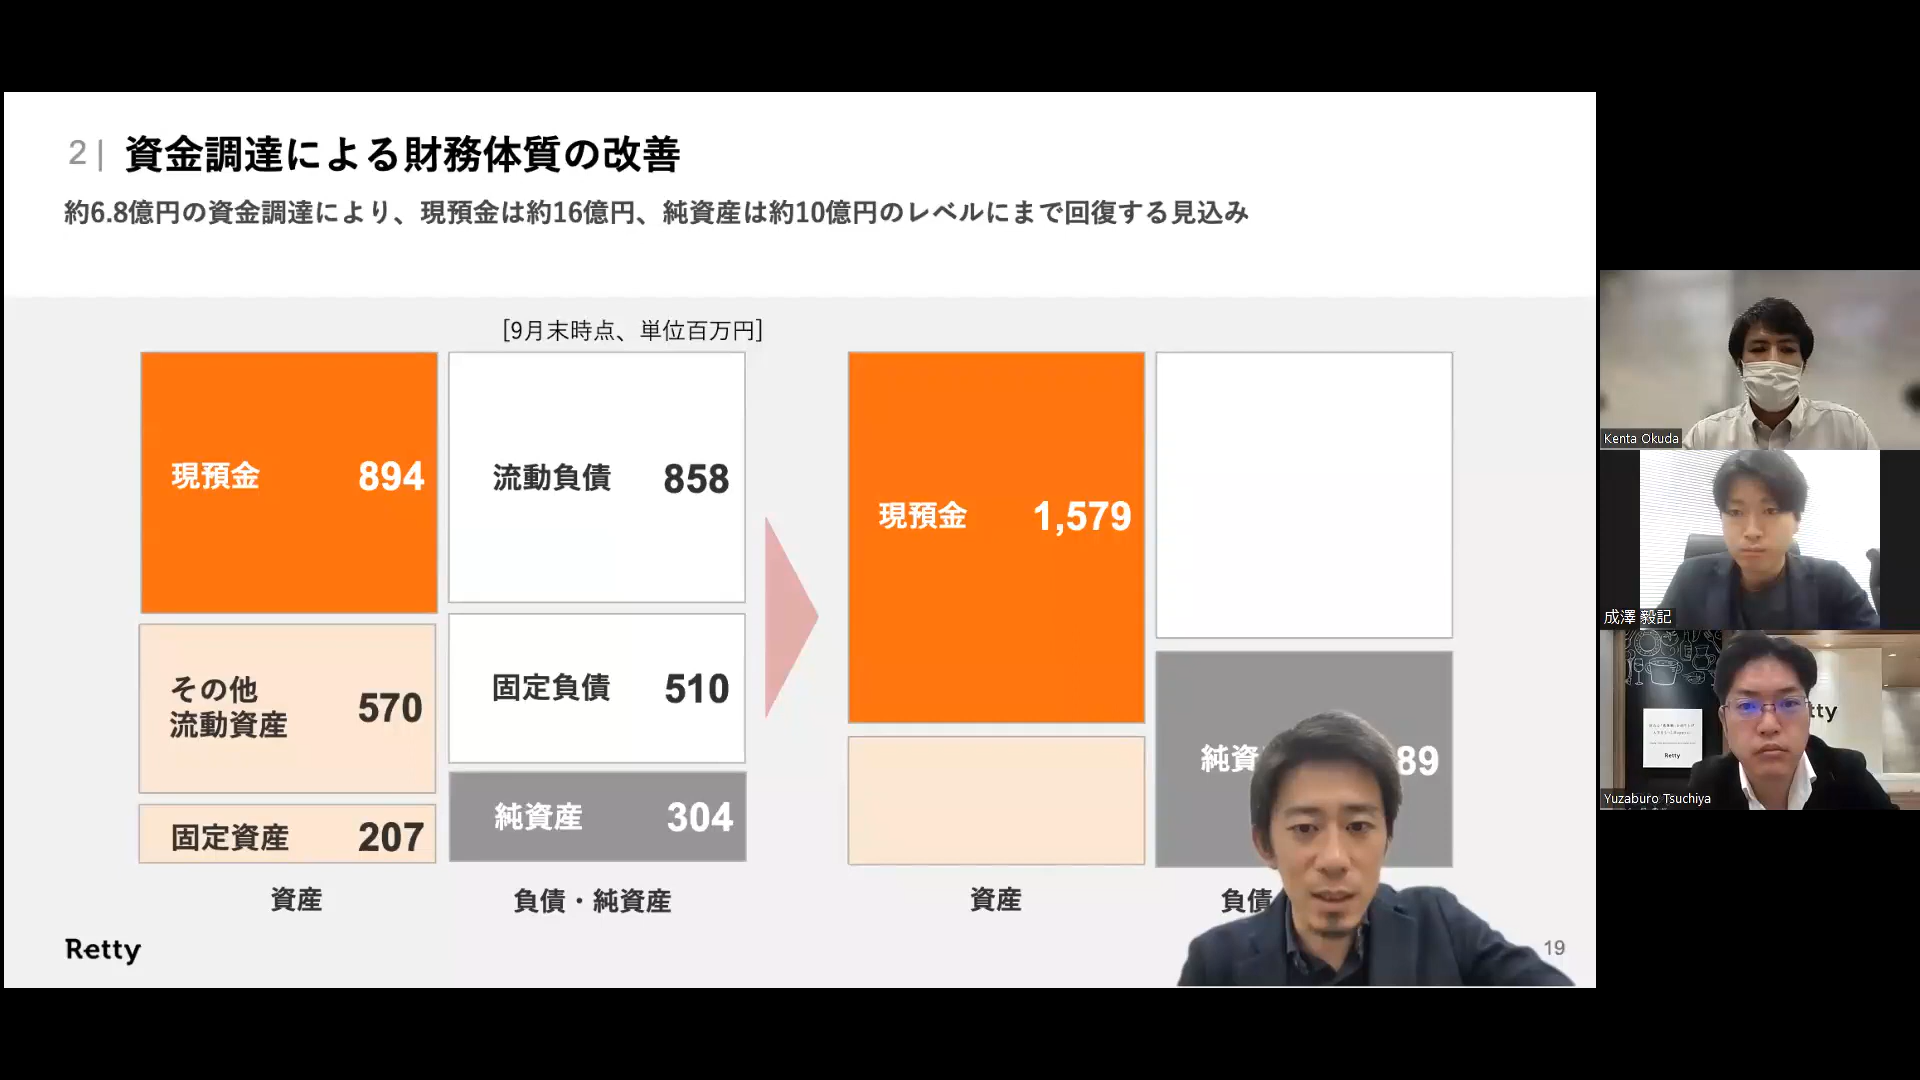 2| 資金調達による財務体質の改善
約6.8億円の資金調達により、現預金は約16億円、純資産は約10億円のレベルにまで回復する見込み
[9月末時点、単位百万円]
現預金 894
流動負債 858
その他
流動資産 570
固定負債 510
固定資産 207
純資産 304
資産
負債・純資産
現預金 1,579
純資 89
資産
負債
Retty
19
Kenta Okuda
成澤 毅記
tty
Retty
Yuzaburo Tsuchiya